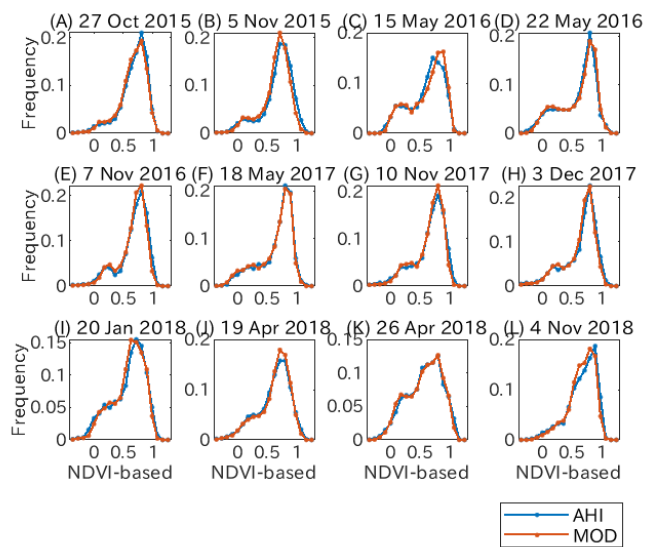 (A) 27 Oct 2015 (B) 5 Nov 2015 (C) 15 May 2016 (D) 22 May 2016
Frequency
0.2 0.2 0.2 0.2
0.1 0.1 0.1 0.1
0 0 0 0
0 0.5 1 0 0.5 1 0 0.5 1 0 0.5 1
(E) 7 Nov 2016 (F) 18 May 2017 (G) 10 Nov 2017 (H) 3 Dec 2017
Frequency
0.2 0.2 0.2 0.2
0.1 0.1 0.1 0.1
0 0 0 0
0 0.5 1 0 0.5 1 0 0.5 1 0 0.5 1
(I) 20 Jan 2018 (J) 19 Apr 2018 (K) 26 Apr 2018 (L) 4 Nov 2018
Frequency
0.15 0.2 0.15 0.2
0.1 0.1 0.1 0.1
0.05 0.05
0 0 0 0
0 0.5 1 0 0.5 1 0 0.5 1 0 0.5 1
NDVI-based NDVI-based NDVI-based NDVI-based
AHI
MOD